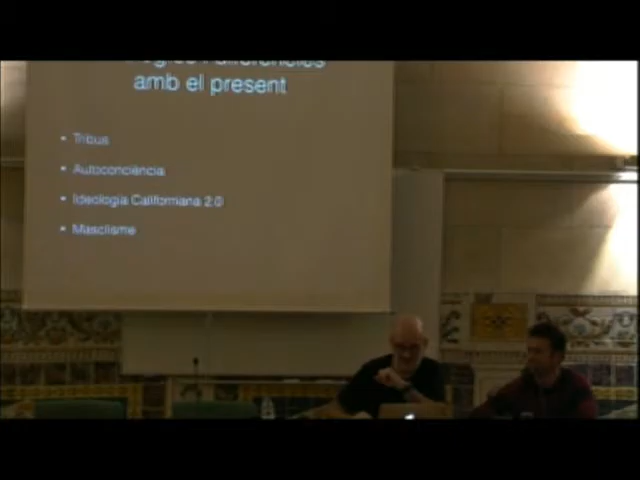 amb el present
• Tribus
• Autoconciència
• Ideologia Californiana 2.0
• Masclisme